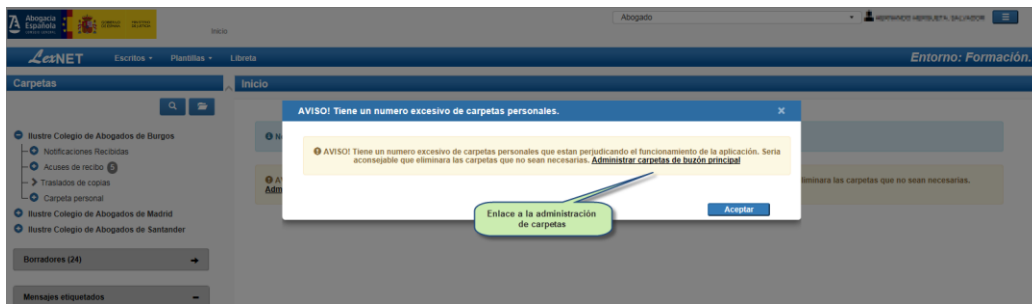 Abogacía
Española
INICIO
Abogado
LexNET
Escritos
Plantillas
Libreta
Entorno: Formación.
Carpetas
Inicio
AVISO! Tiene un numero excesivo de carpetas personales.
Ilustre Colegio de Abogados de Burgos
Notificaciones Recibidas
Acuses de recibo 5
Traslados de copias
Carpeta personal
Ilustre Colegio de Abogados de Madrid
Ilustre Colegio de Abogados de Santander
AVISO! Tiene un numero excesivo de carpetas personales que estan perjudicando el funcionamiento de la aplicación. Seria
aconsejable que eliminara las carpetas que no sean necesarias. Administrar carpetas de buzón principal
eliminara las carpetas que no sean necesarias.
Enlace a la administración
de carpetas
Aceptar
Borradores (24)
Mensajes etiquetados